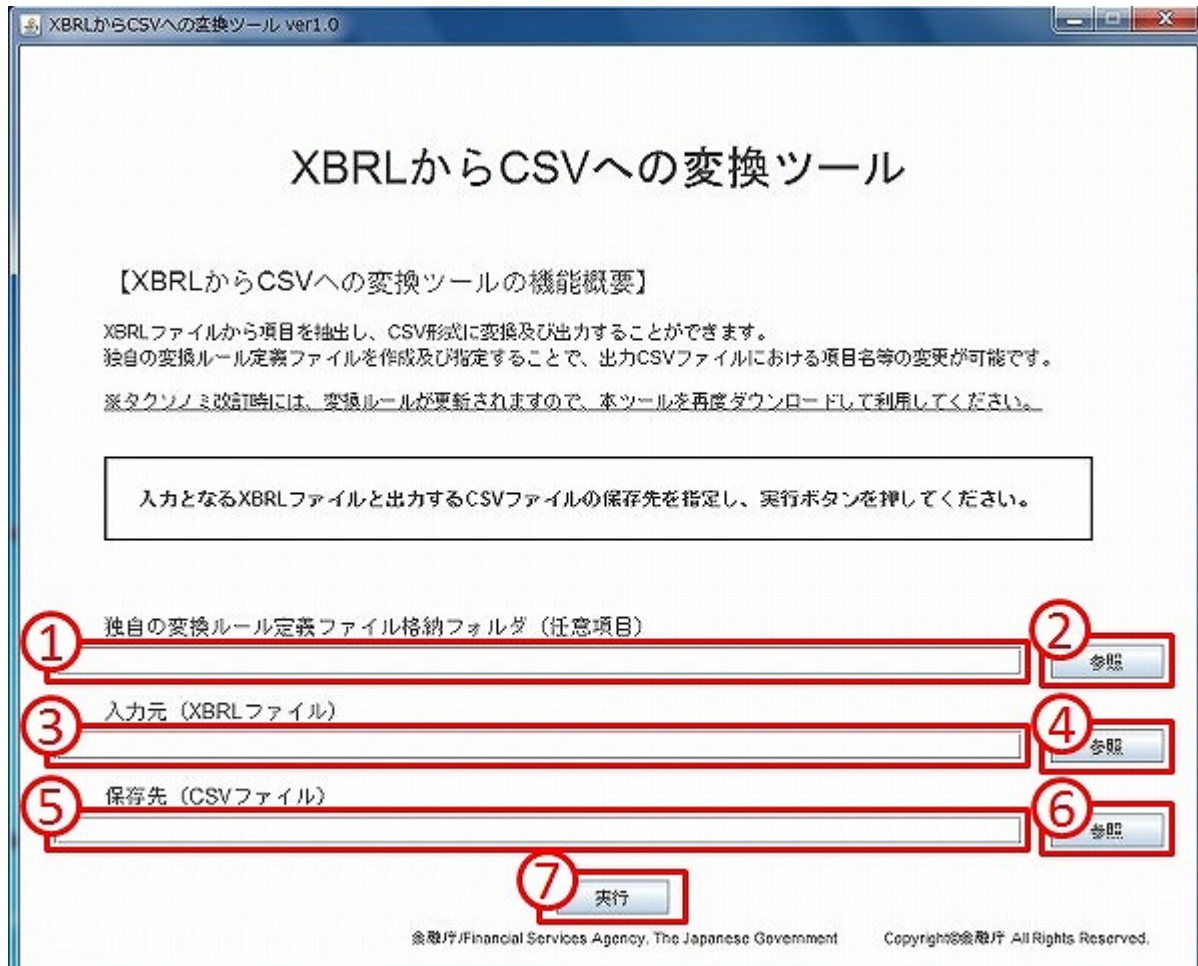 XBRLからCSVへの変換ツール ver1.0
XBRLからCSVへの変換ツール
【XBRLからCSVへの変換ツールの機能概要】
XBRLファイルから項目を抽出し、CSV形式に変換及び出力することができます。
独自の変換ルール定義ファイルを作成及び指定することで、出力CSVファイルにおける項目名等の変更が可能です。
※タクソノミ改訂時には、変換ルールが更新されますので、本ツールを再度ダウンロードして利用してください。
入力となるXBRLファイルと出力するCSVファイルの保存先を指定し、実行ボタンを押してください。
独自の変換ルール定義ファイル格納フォルダ（任意項目）
① ② 参照
入力元（XBRLファイル）
③ ④ 参照
保存先（CSVファイル）
⑤ ⑥ 参照
⑦ 実行
金融庁/Financial Services Agency, The Japanese Government Copyright©金融庁 All Rights Reserved.